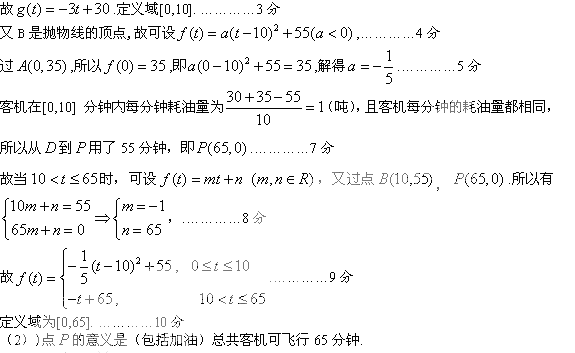 故 g(t) = −3t+30 .定义域[0,10]. …………3 分
又 B 是抛物线的顶点,故可设 f(t) = a(t−10)²+55(a<0) ,…………4 分
过 A(0,35) ,所以 f(0) = 35 ,即 a(0−10)²+55 = 35 ,解得 a = −1/5 …………5 分
客机在[0,10] 分钟内每分钟耗油量为 (30+35−55)/10 = 1 (吨), 且客机每分钟的耗油量都相同,
所以从 D 到 P 用了 55 分钟, 即 P(65,0) …………7 分
故当 10 < t ≤ 65 时, 可设 f(t) = mt+n (m,n∈R) , 又过点 B(10,55) , P(65,0) .所以有
{10m+n = 55, 65m+n = 0 ⇒ {m = −1, n = 65 , …………8 分
故 f(t) = { −1/5(t−10)²+55 , 0≤t≤10; −t+65 , 10<t≤65 …………9 分
定义域为[0,65]. …………10 分
(2) )点 P 的意义是(包括加油)总共客机可飞行 65 分钟.